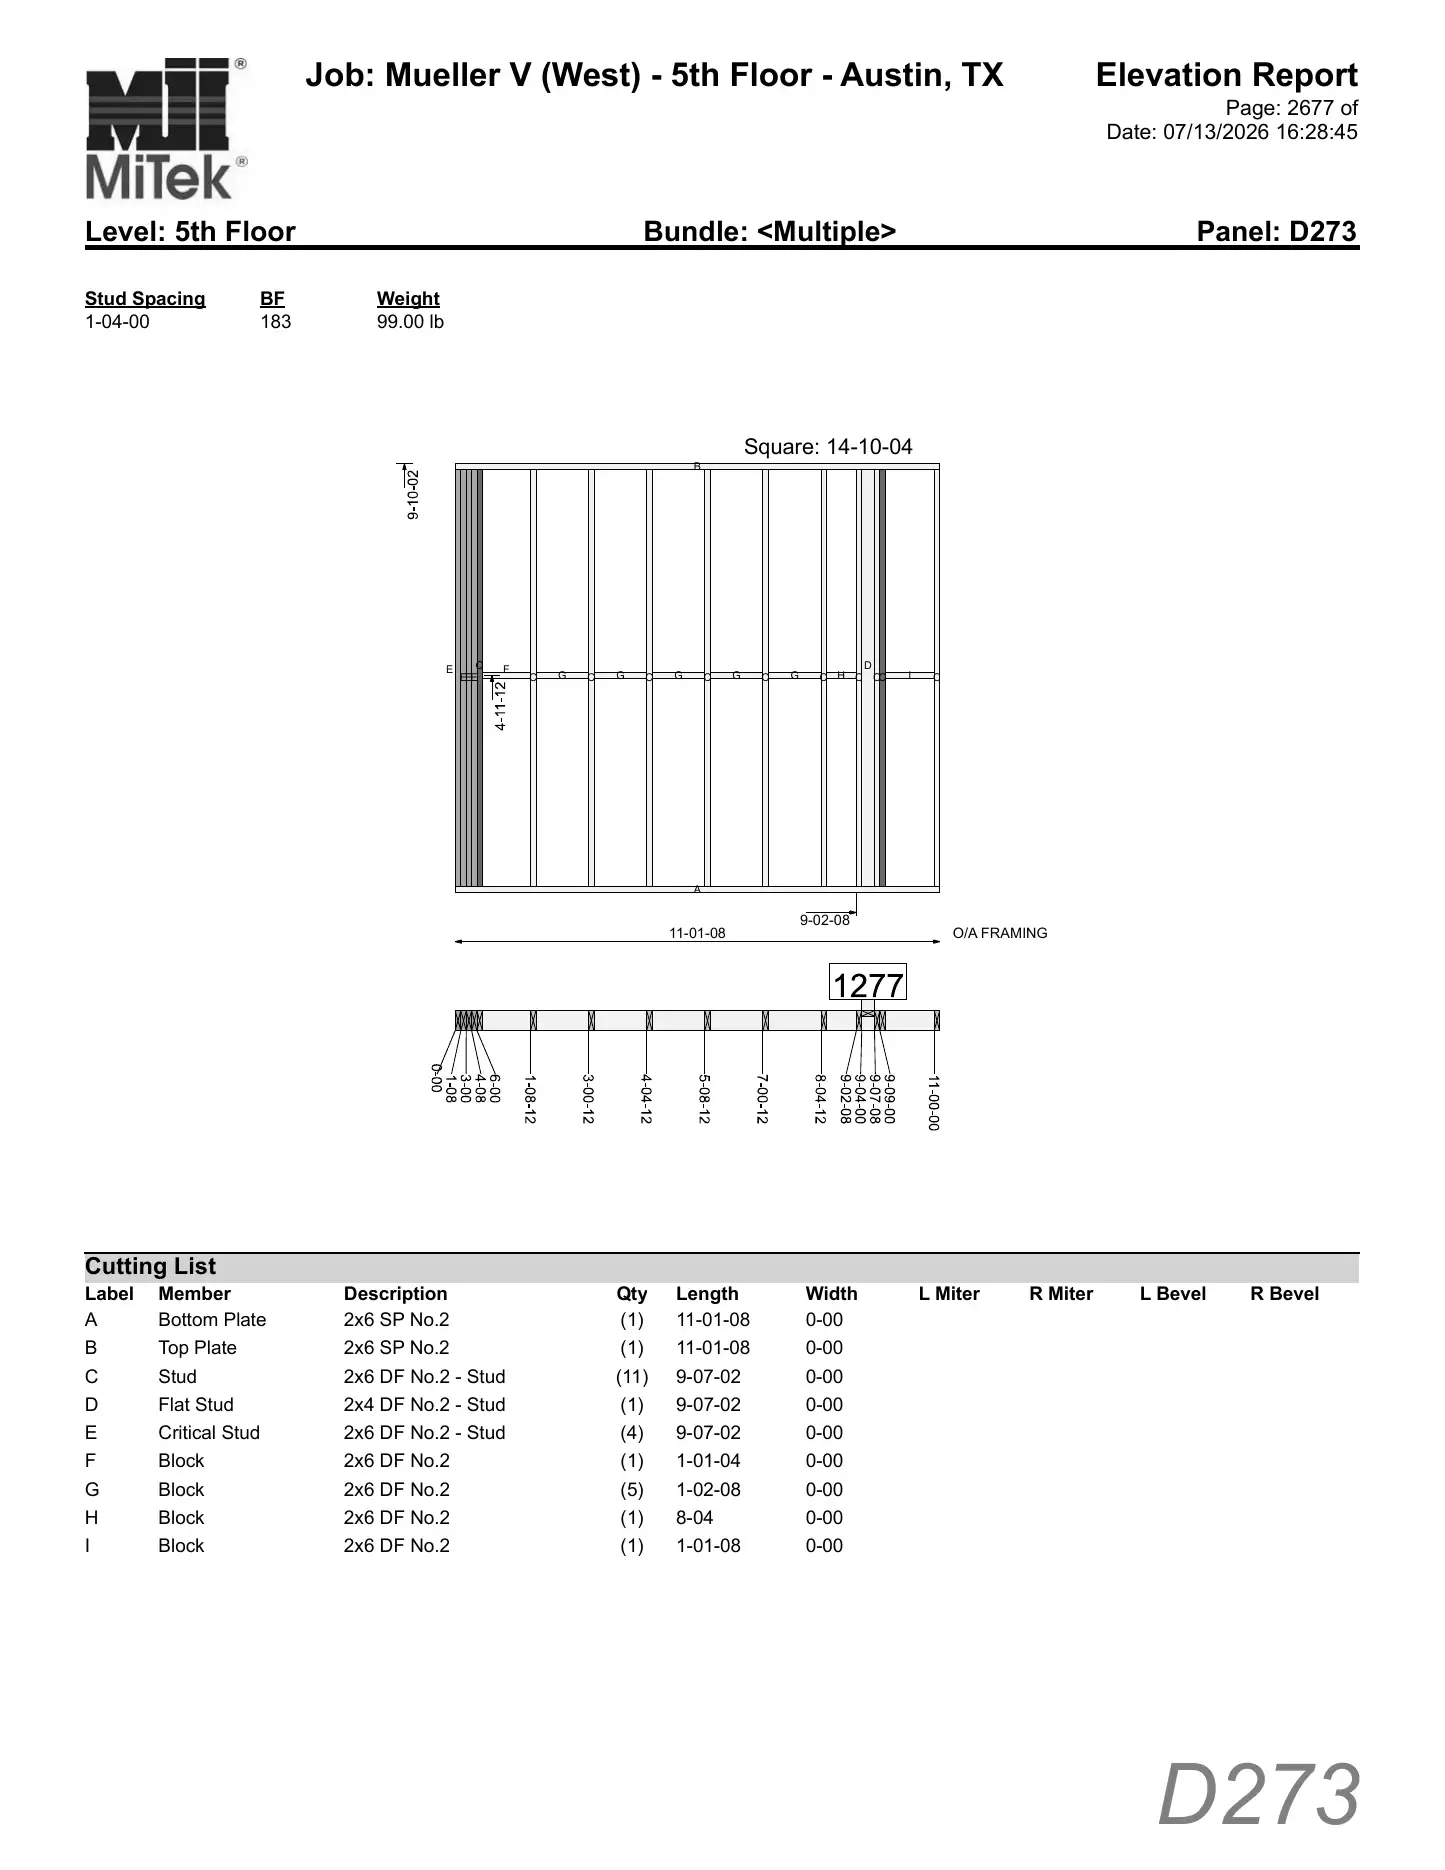 MiTek®
®
Job: Mueller V (West) - 5th Floor - Austin, TX
Elevation Report
Page: 2677 of
Date: 07/13/2026 16:28:45
Level: 5th Floor Bundle: <Multiple> Panel: D273
Stud Spacing BF Weight
1-04-00 183 99.00 lb
Square: 14-10-04
B
9-10-02
E C F G G G G G H D I
4-11-12
A
9-02-08
11-01-08 O/A FRAMING
1277
0-00 1-08 3-00 4-08 6-00 1-08-12 3-00-12 4-04-12 5-08-12 7-00-12 8-04-12 9-02-08 9-04-00 9-07-08 9-09-00 11-00-00
Cutting List
Label Member Description Qty Length Width L Miter R Miter L Bevel R Bevel
A Bottom Plate 2x6 SP No.2 (1) 11-01-08 0-00
B Top Plate 2x6 SP No.2 (1) 11-01-08 0-00
C Stud 2x6 DF No.2 - Stud (11) 9-07-02 0-00
D Flat Stud 2x4 DF No.2 - Stud (1) 9-07-02 0-00
E Critical Stud 2x6 DF No.2 - Stud (4) 9-07-02 0-00
F Block 2x6 DF No.2 (1) 1-01-04 0-00
G Block 2x6 DF No.2 (5) 1-02-08 0-00
H Block 2x6 DF No.2 (1) 8-04 0-00
I Block 2x6 DF No.2 (1) 1-01-08 0-00
D273